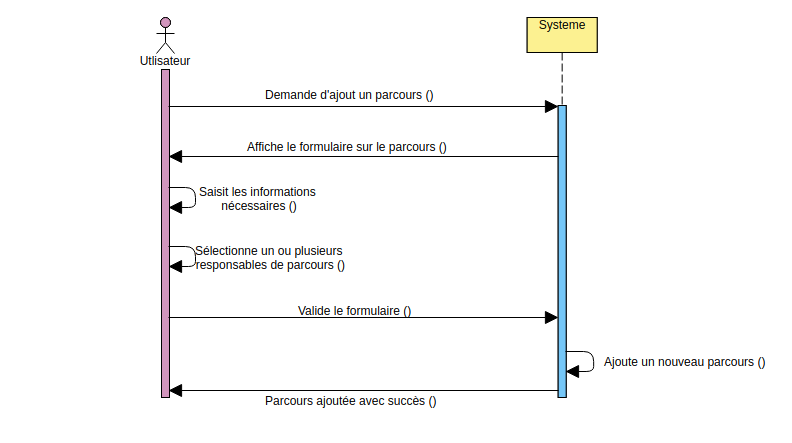 Systeme
Utlisateur
Demande d'ajout un parcours ()
Affiche le formulaire sur le parcours ()
Saisit les informations
nécessaires ()
Sélectionne un ou plusieurs
responsables de parcours ()
Valide le formulaire ()
Ajoute un nouveau parcours ()
Parcours ajoutée avec succès ()